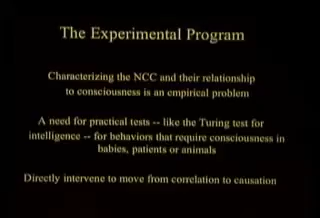 The Experimental Program
Characterizing the NCC and their relationship
to consciousness is an empirical problem
A need for practical tests -- like the Turing test for
intelligence -- for behaviors that require consciousness in
babies, patients or animals
Directly intervene to move from correlation to causation